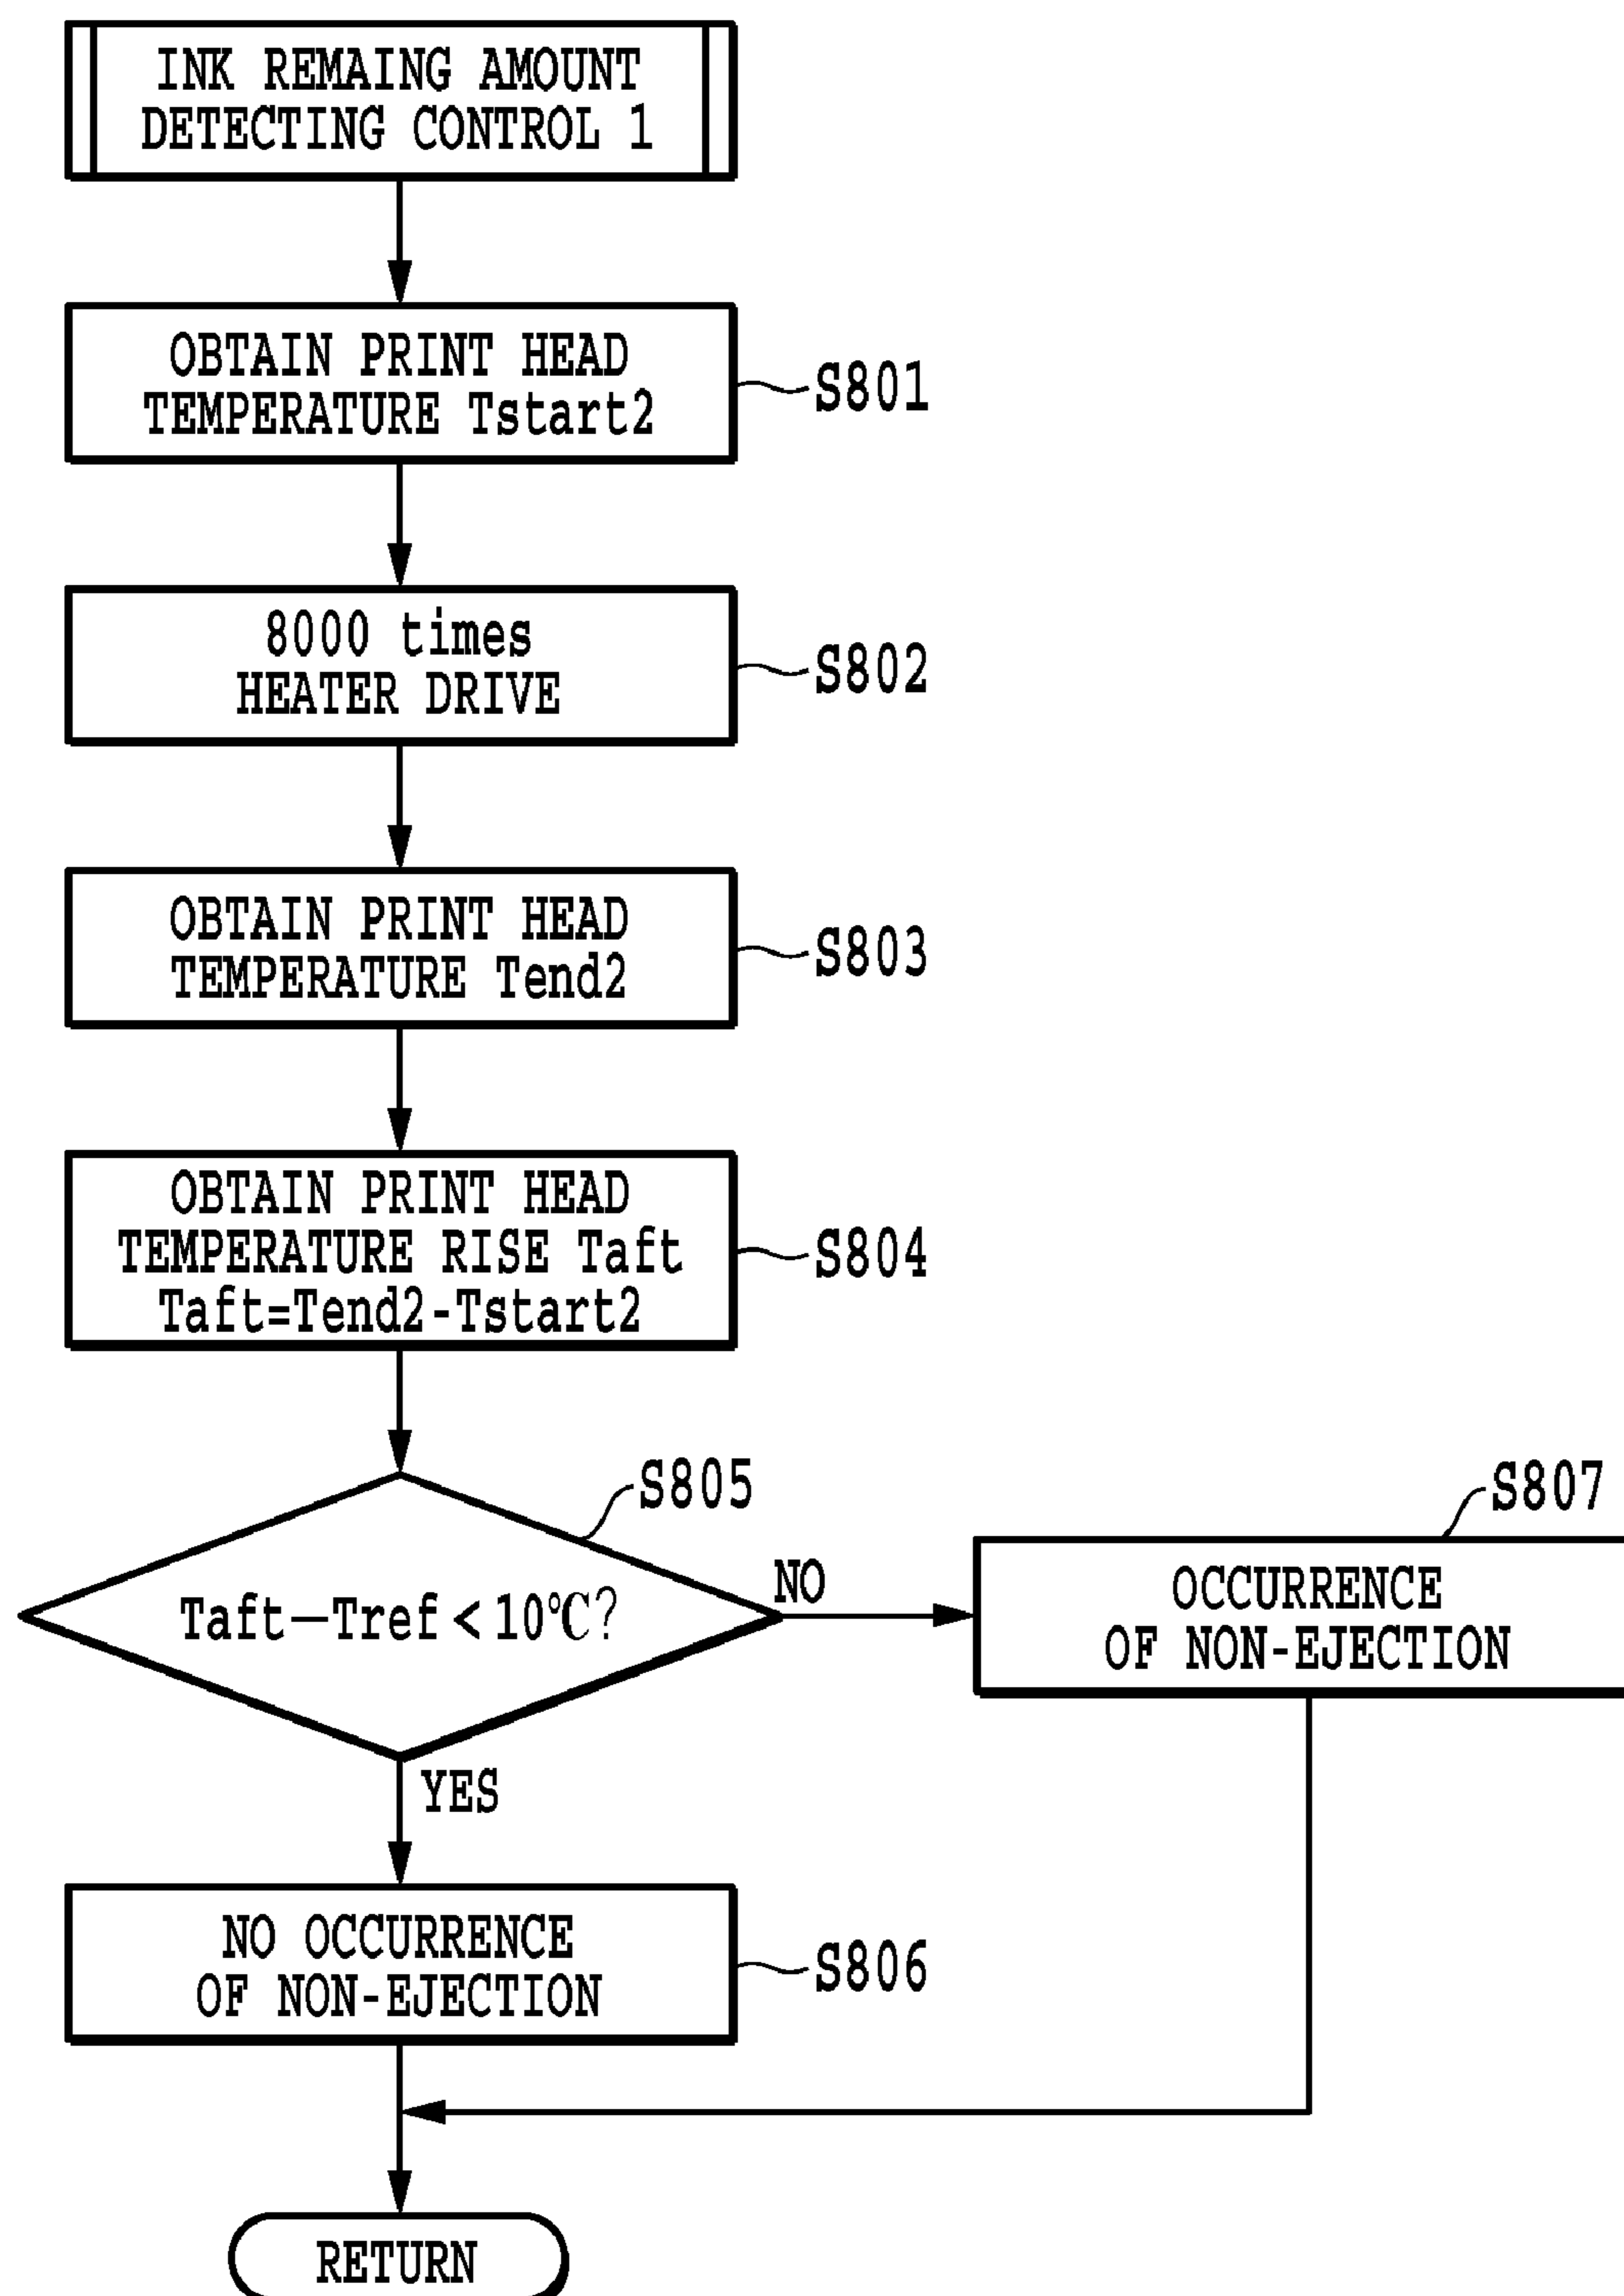 INK REMAING AMOUNT
DETECTING CONTROL 1
OBTAIN PRINT HEAD
TEMPERATURE Tstart2
S801
8000 times
HEATER DRIVE
S802
OBTAIN PRINT HEAD
TEMPERATURE Tend2
S803
OBTAIN PRINT HEAD
TEMPERATURE RISE Taft
Taft=Tend2-Tstart2
S804
S805
Taft—Tref < 10℃?
NO
S807
OCCURRENCE
OF NON-EJECTION
YES
NO OCCURRENCE
OF NON-EJECTION
S806
RETURN